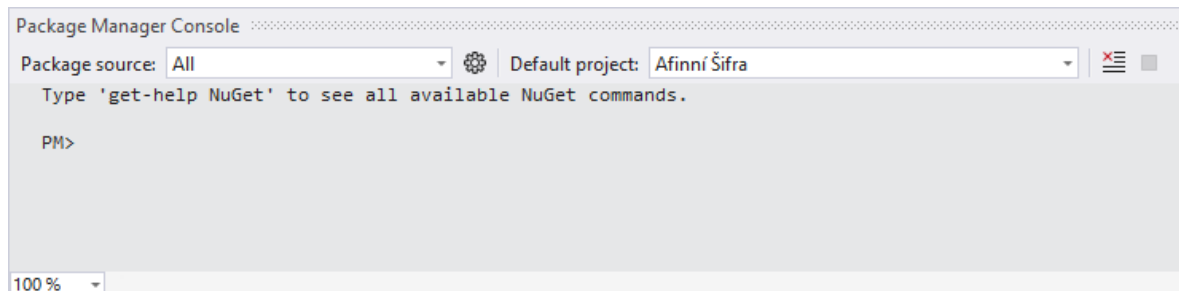 Package Manager Console
Package source: All Default project: Afinní Šifra
Type 'get-help NuGet' to see all available NuGet commands.
PM>
100 %